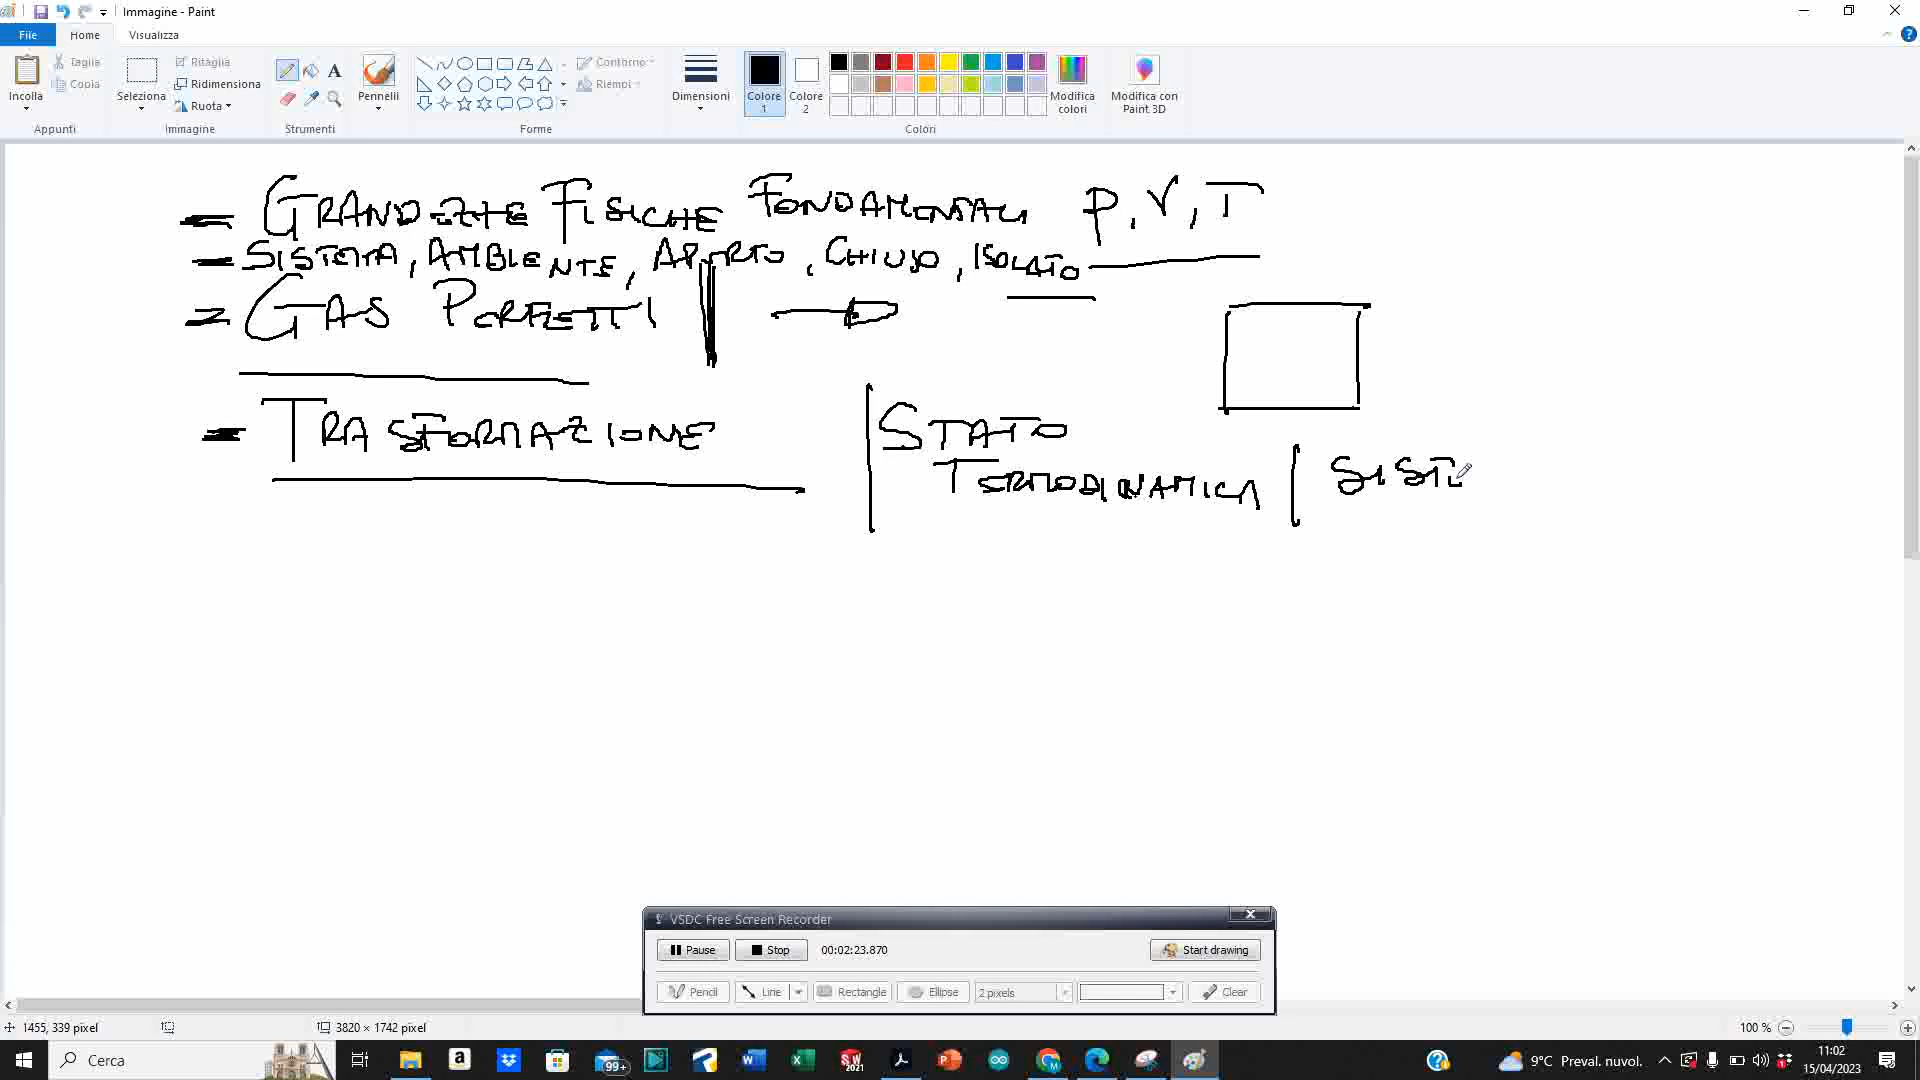 Immagine - Paint
File Home Visualizza
Incolla Taglia Copia Appunti
Seleziona Ritaglia Ridimensiona Ruota Immagine
A Strumenti
Pennelli
Contorno Riempi Forme
Dimensioni
Colore 1 Colore 2 Modifica colori Modifica con Paint 3D Colori
= GRANDEZZE FISICHE FONDAMENTALI P, V, T
= SISTEMA, AMBIENTE, APERTO, CHIUSO, ISOLATO
= GAS PERFETTI
= TRASFORMAZIONE
STATO
TERMODINAMICA | SISTE
VSDC Free Screen Recorder
Pause Stop 00:02:23.870 Start drawing
Pencil Line Rectangle Ellipse 2 pixels Clear
1455, 339 pixel 3820 × 1742 pixel 100 %
Cerca 99+ 9°C Preval. nuvol. 11:02
15/04/2023